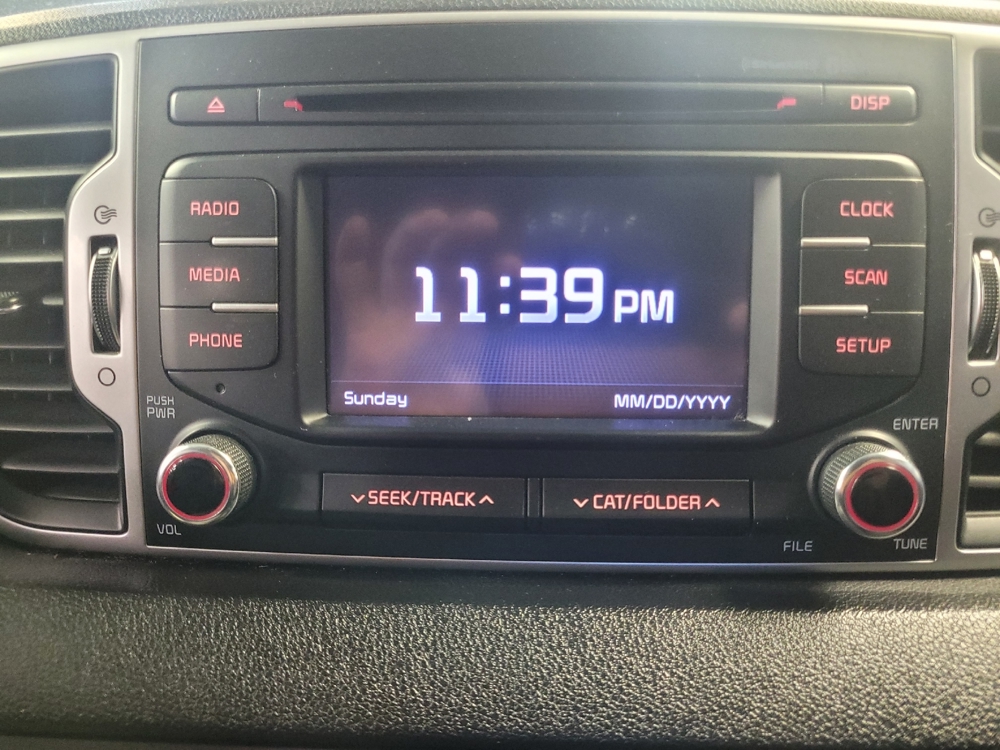 DISP
RADIO
MEDIA
PHONE
11:39 PM
Sunday MM/DD/YYYY
CLOCK
SCAN
SETUP
PUSH
PWR
VOL
SEEK/TRACK
CAT/FOLDER
ENTER
FILE
TUNE